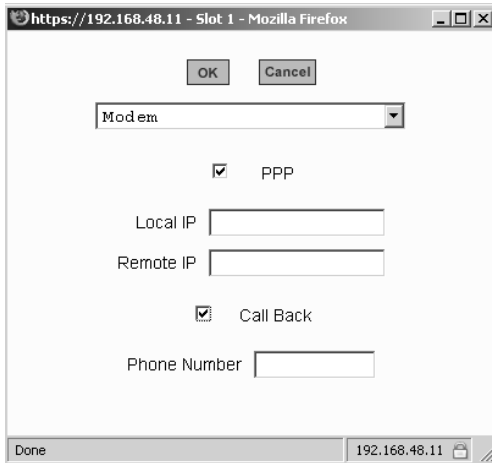 https://192.168.48.11 - Slot 1 - Mozilla Firefox
OK Cancel
Modem
PPP
Local IP
Remote IP
Call Back
Phone Number
Done 192.168.48.11